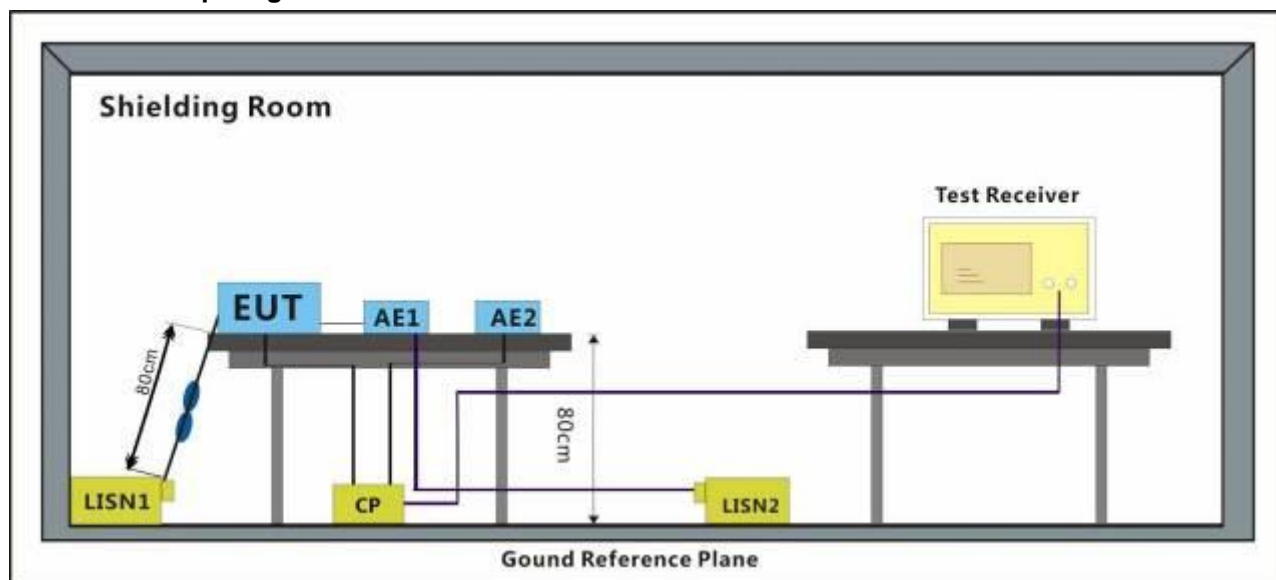 Shielding Room
Test Receiver
EUT
AE1
AE2
80cm
80cm
LISN1
CP
LISN2
Gound Reference Plane